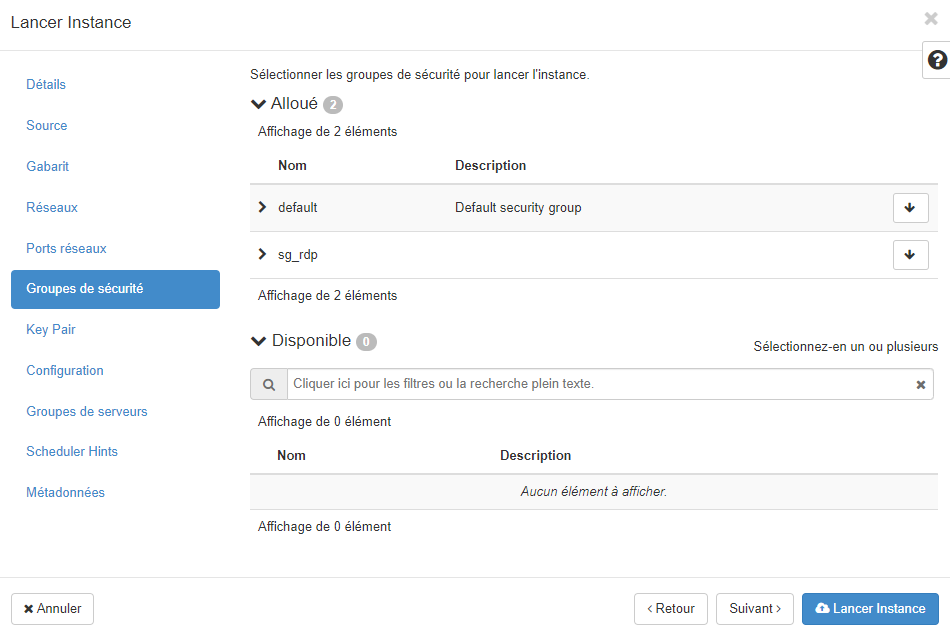 Lancer Instance
Détails
Source
Gabarit
Réseaux
Ports réseaux
Groupes de sécurité
Key Pair
Configuration
Groupes de serveurs
Scheduler Hints
Métadonnées
Sélectionner les groupes de sécurité pour lancer l'instance.
Alloué 2
Affichage de 2 éléments
Nom Description
default Default security group
sg_rdp
Affichage de 2 éléments
Disponible 0
Sélectionnez-en un ou plusieurs
Cliquer ici pour les filtres ou la recherche plein texte.
Affichage de 0 élément
Nom Description
Aucun élément à afficher.
Affichage de 0 élément
Annuler
‹ Retour
Suivant ›
Lancer Instance